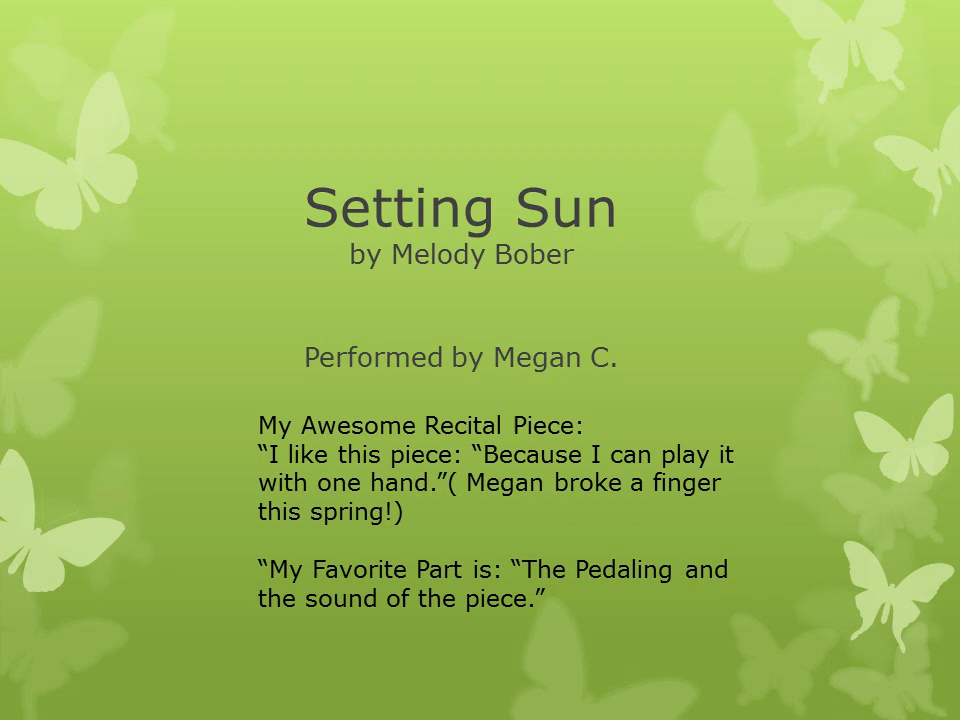 Setting Sun
by Melody Bober
Performed by Megan C.
My Awesome Recital Piece:
“I like this piece: “Because I can play it
with one hand.”( Megan broke a finger
this spring!)
“My Favorite Part is: “The Pedaling and
the sound of the piece.”